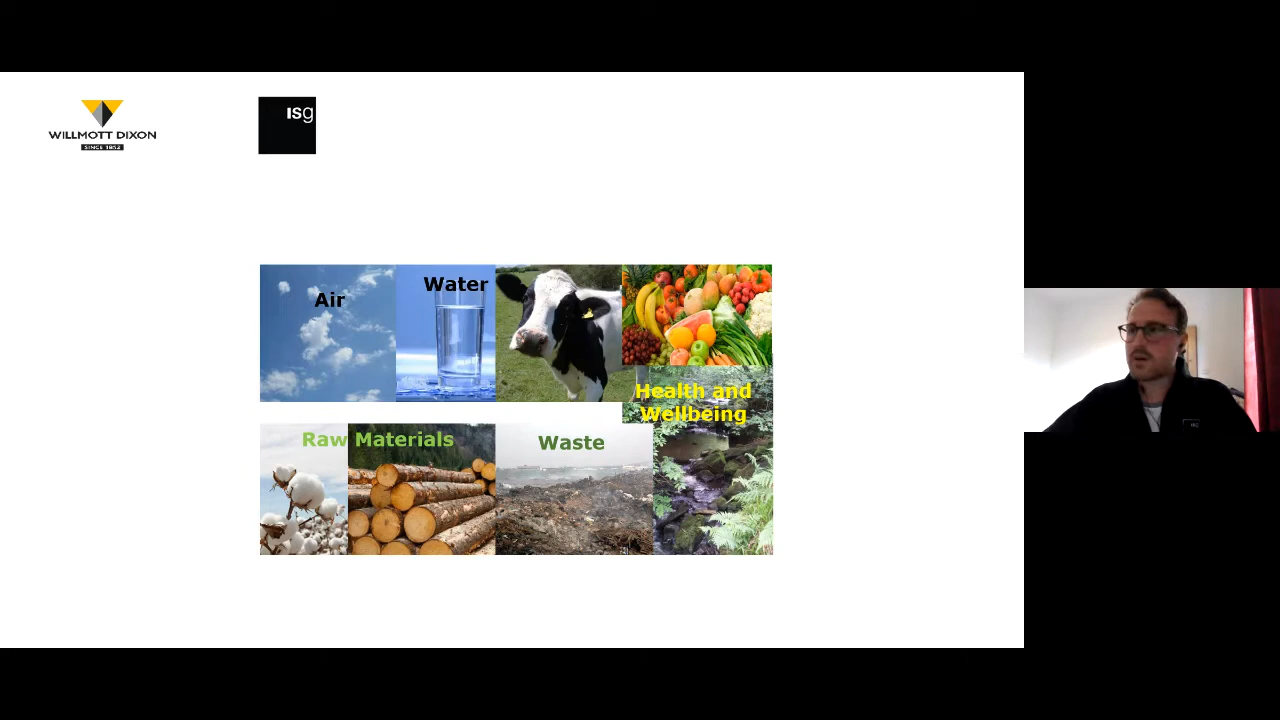 WILLMOTT DIXON
SINCE 1852
ISg
Air
Water
Health and
Wellbeing
Raw Materials
Waste